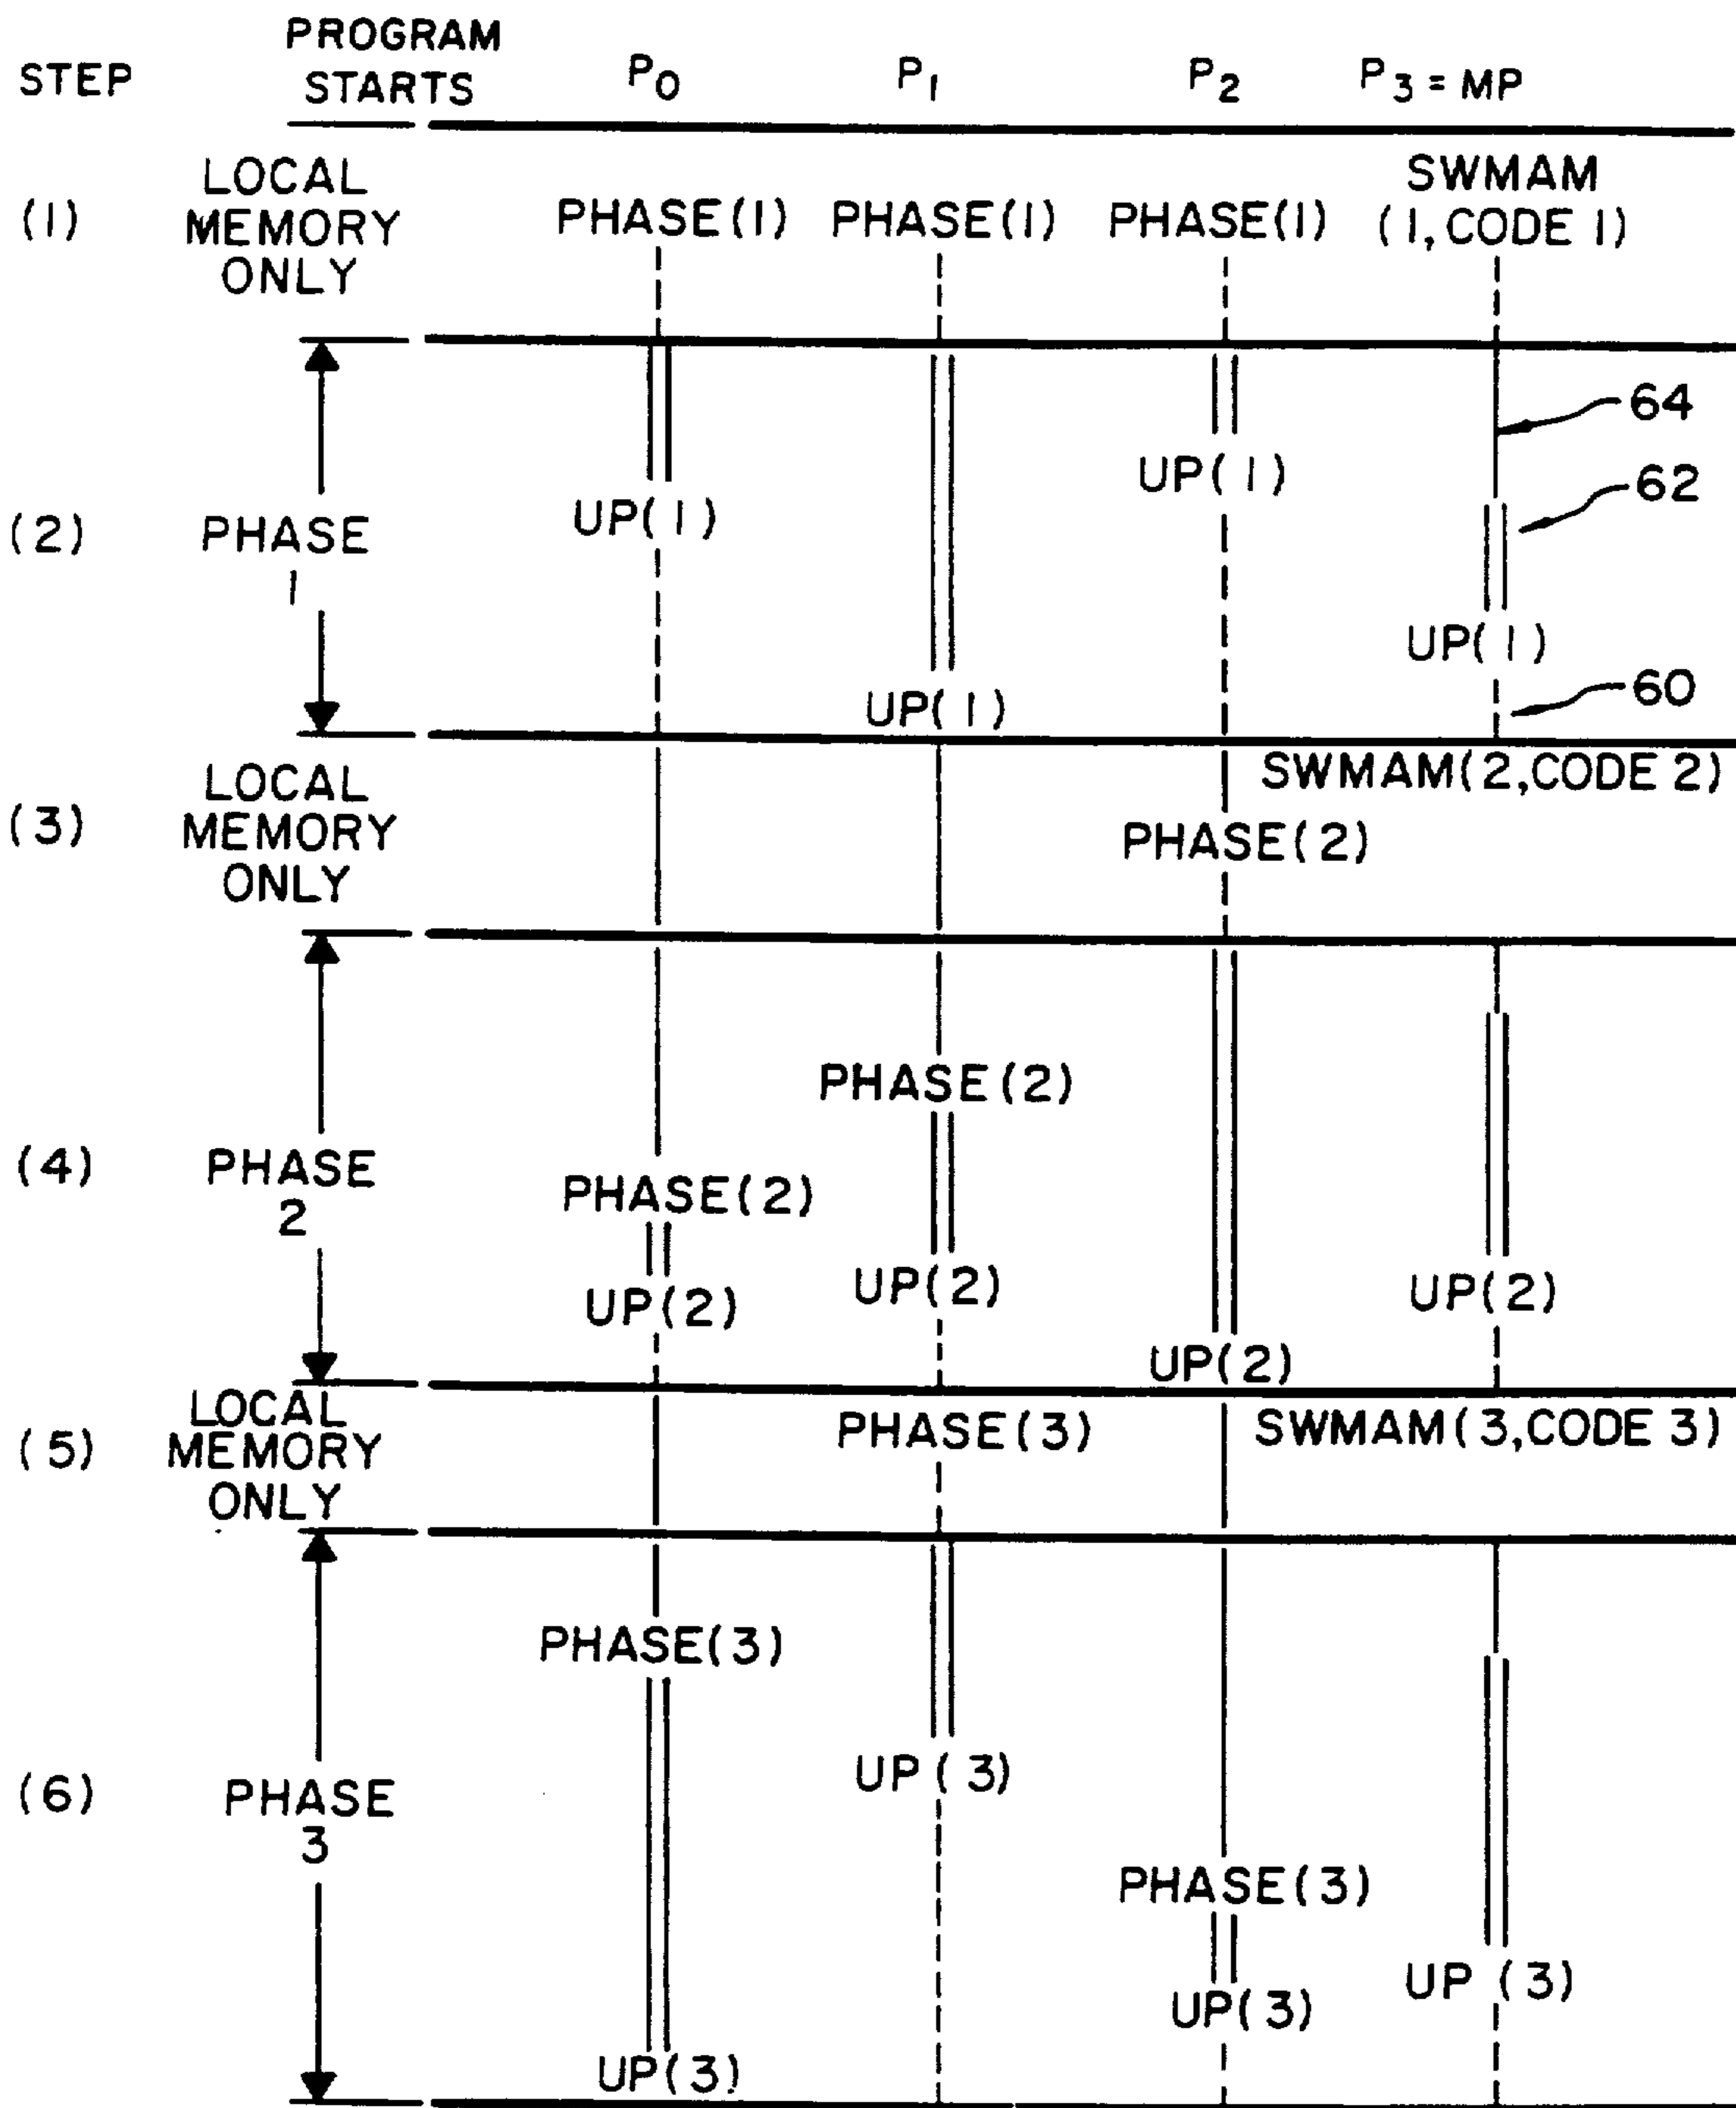 STEP PROGRAM STARTS P0 P1 P2 P3 = MP
(1) LOCAL MEMORY ONLY PHASE(1) PHASE(1) PHASE(1) SWMAM (1,CODE 1)
64
UP(1)
62
UP(1)
(2) PHASE 1
UP(1)
60
UP(1)
SWMAM(2,CODE 2)
(3) LOCAL MEMORY ONLY PHASE(2)
PHASE(2)
(4) PHASE 2 PHASE(2)
UP(2) UP(2) UP(2)
UP(2)
(5) LOCAL MEMORY ONLY PHASE(3) SWMAM(3,CODE 3)
PHASE(3)
UP(3)
(6) PHASE 3
PHASE(3)
UP(3)
UP(3)
UP(3)